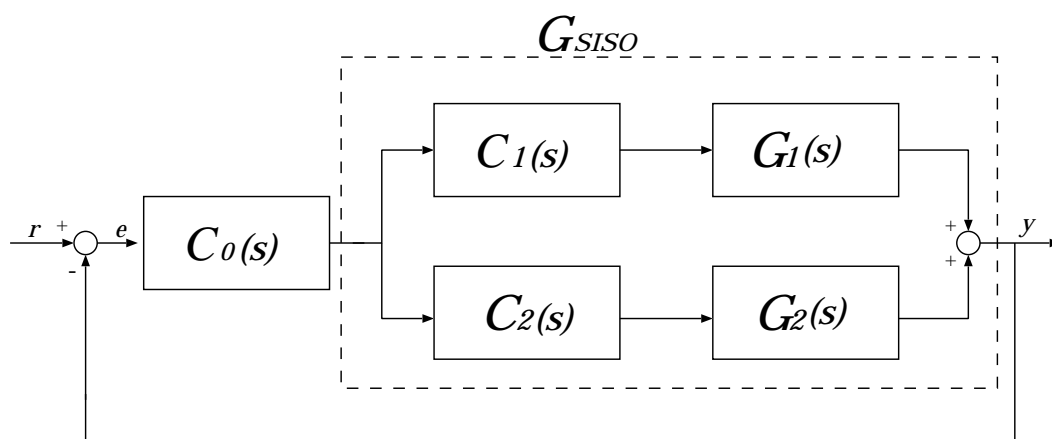 GSISO
C1(s)
G1(s)
r
+
e
C0(s)
+
y
-
+
C2(s)
G2(s)